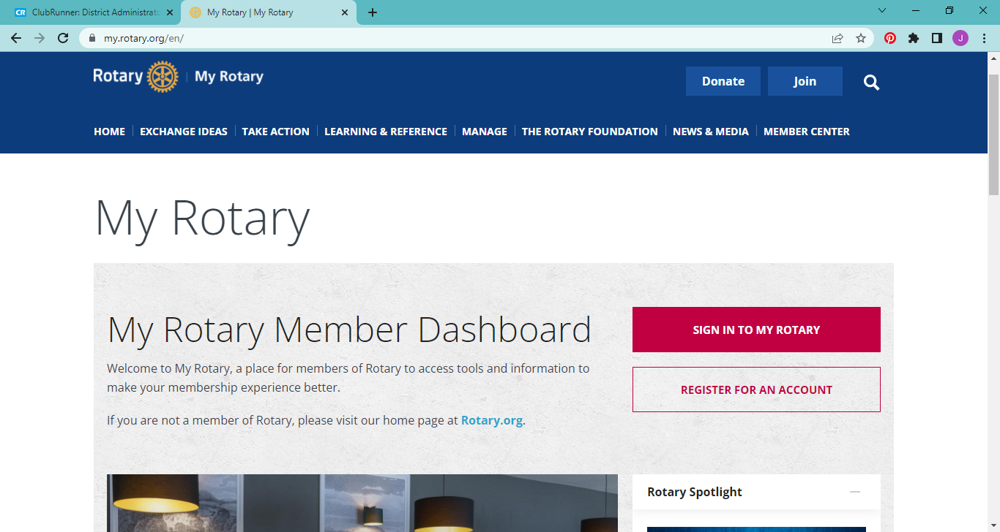 CR ClubRunner: District Administrato
My Rotary | My Rotary
my.rotary.org/en/
J
Rotary | My Rotary
Donate
Join
HOME
EXCHANGE IDEAS
TAKE ACTION
LEARNING & REFERENCE
MANAGE
THE ROTARY FOUNDATION
NEWS & MEDIA
MEMBER CENTER
My Rotary
My Rotary Member Dashboard
Welcome to My Rotary, a place for members of Rotary to access tools and information to
make your membership experience better.
If you are not a member of Rotary, please visit our home page at Rotary.org.
SIGN IN TO MY ROTARY
REGISTER FOR AN ACCOUNT
Rotary Spotlight